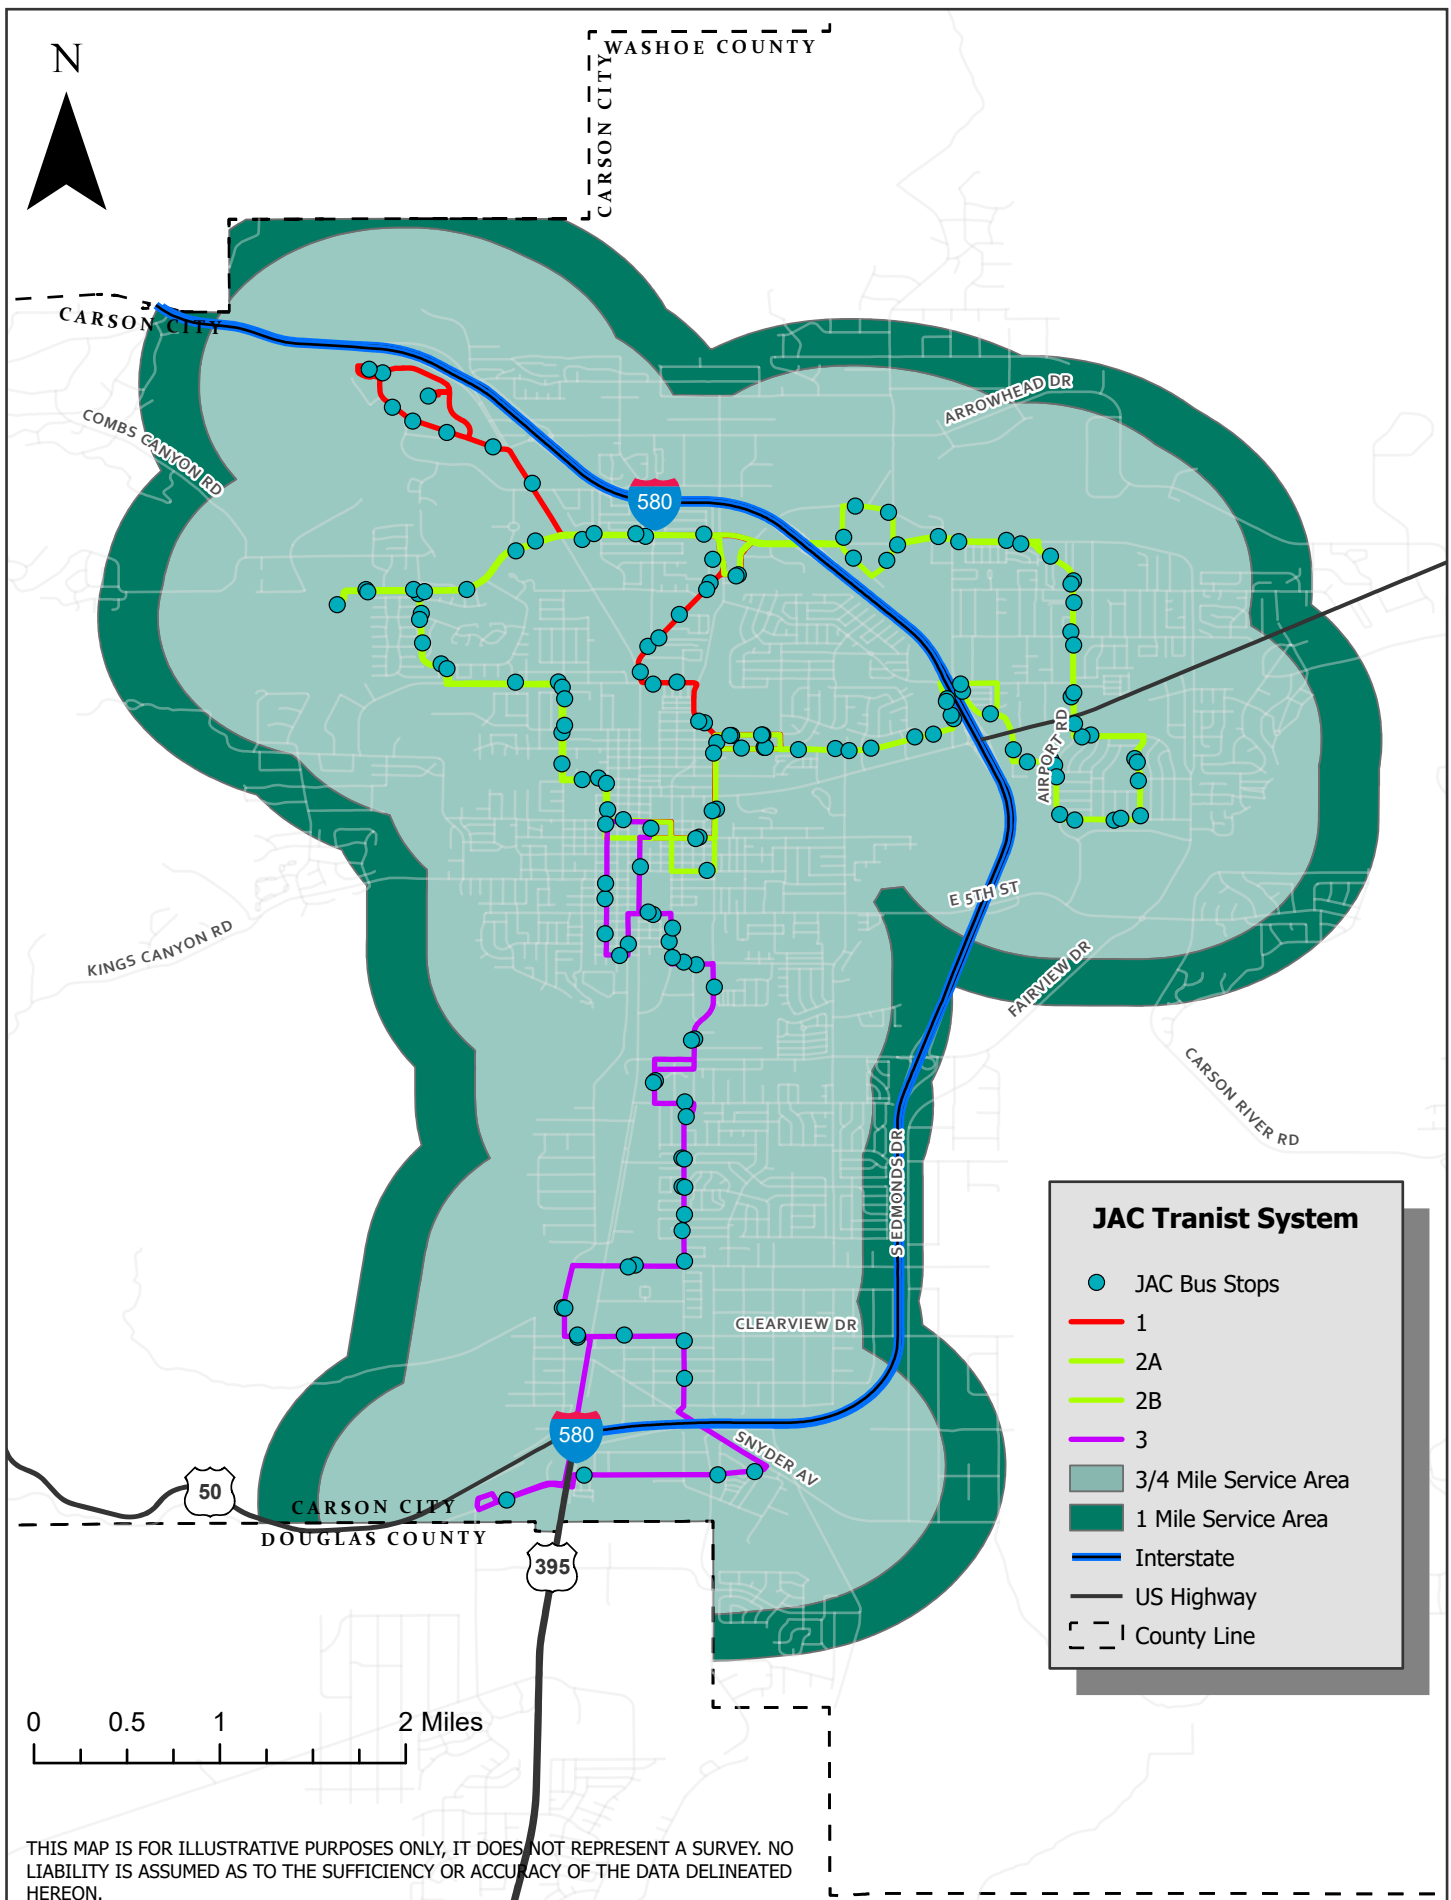 N
WASHOE COUNTY
CARSON CITY
CARSON CITY
COMBS CANYON RD
ARROWHEAD DR
580
AIRPORT RD
E 5TH ST
KINGS CANYON RD
FAIRVIEW DR
CARSON RIVER RD
S EDMONDS DR
CLEARVIEW DR
580
SNYDER AV
50
CARSON CITY
DOUGLAS COUNTY
395
JAC Tranist System
JAC Bus Stops
1
2A
2B
3
3/4 Mile Service Area
1 Mile Service Area
Interstate
US Highway
County Line
0 0.5 1 2 Miles
THIS MAP IS FOR ILLUSTRATIVE PURPOSES ONLY, IT DOES NOT REPRESENT A SURVEY. NO
LIABILITY IS ASSUMED AS TO THE SUFFICIENCY OR ACCURACY OF THE DATA DELINEATED
HEREON.